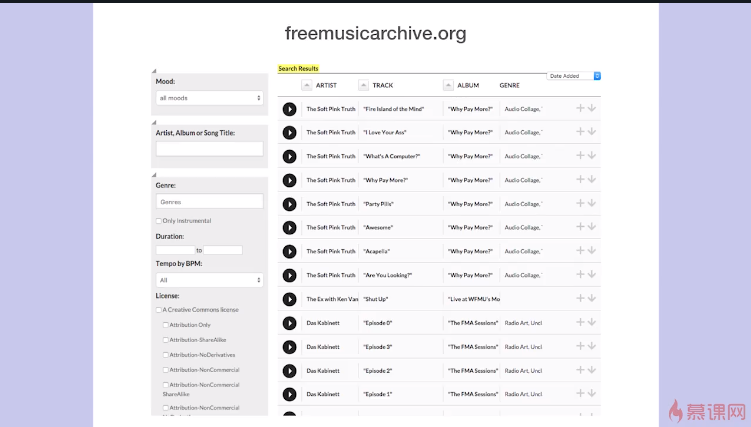 freemusicarchive.org
Mood:
all moods
Artist, Album or Song Title:
Genre:
Genres
Only Instrumental
Duration:
to
Tempo by BPM:
All
License:
A Creative Commons license
Attribution Only
Attribution-ShareAlike
Attribution-NoDerivatives
Attribution-NonCommercial
Attribution-NonCommercial
ShareAlike
Attribution-NonCommercial
Search Results
Date Added
ARTIST TRACK ALBUM GENRE
The Soft Pink Truth "Fire Island of the Mind" "Why Pay More?" Audio Collage,
The Soft Pink Truth "I Love Your Ass" "Why Pay More?" Audio Collage,
The Soft Pink Truth "What's A Computer?" "Why Pay More?" Audio Collage,
The Soft Pink Truth "Why Pay More?" "Why Pay More?" Audio Collage,
The Soft Pink Truth "Party Pills" "Why Pay More?" Audio Collage,
The Soft Pink Truth "Awesome" "Why Pay More?" Audio Collage,
The Soft Pink Truth "Acapella" "Why Pay More?" Audio Collage,
The Soft Pink Truth "Are You Looking?" "Why Pay More?" Audio Collage,
The Ex with Ken Van "Shut Up" "Live at WFMU's Mo
Das Kabinett "Episode 0" "The FMA Sessions" Radio Art, Uncl
Das Kabinett "Episode 3" "The FMA Sessions" Radio Art, Uncl
Das Kabinett "Episode 2" "The FMA Sessions" Radio Art, Uncl
Das Kabinett "Episode 1" "The FMA Sessions" Radio Art, Uncl
慕课网